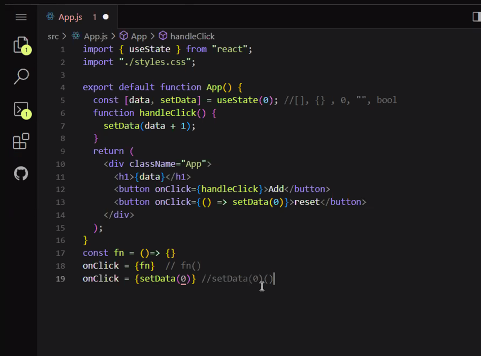 App.js 1
src > App.js > App > handleClick
1 import { useState } from "react";
2 import "./styles.css";
3
4 export default function App() {
5 const [data, setData] = useState(0); //[], {} , 0, "", bool
6 function handleClick() {
7 setData(data + 1);
8 }
9 return (
10 <div className="App">
11 <h1>{data}</h1>
12 <button onClick={handleClick}>Add</button>
13 <button onClick={() => setData(0)}>reset</button>
14 </div>
15 );
16 }
17 const fn = ()=> {}
18 onClick = {fn} // fn()
19 onClick = {setData(0)} //setData(0)()
1
1